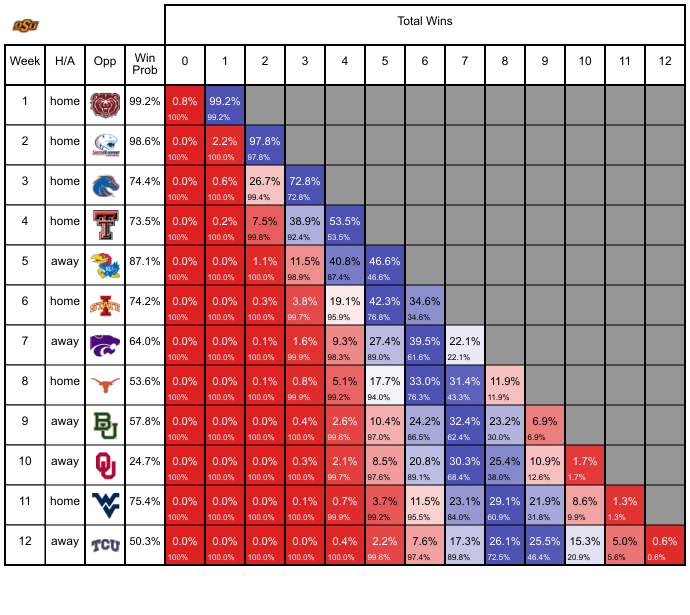 OSU
Total Wins
Week H/A Opp Win Prob 0 1 2 3 4 5 6 7 8 9 10 11 12
1 home 99.2% 0.8% 99.2%
100% 99.2%
2 home 98.6% 0.0% 2.2% 97.8%
100% 100.0% 97.8%
3 home 74.4% 0.0% 0.6% 26.7% 72.8%
100% 100.0% 99.4% 72.8%
4 home T 73.5% 0.0% 0.2% 7.5% 38.9% 53.5%
100% 100.0% 99.8% 92.4% 53.5%
5 away KU 87.1% 0.0% 0.0% 1.1% 11.5% 40.8% 46.6%
100% 100.0% 100.0% 98.9% 87.4% 46.6%
6 home I STATE 74.2% 0.0% 0.0% 0.3% 3.8% 19.1% 42.3% 34.6%
100% 100.0% 100.0% 99.7% 95.9% 76.8% 34.6%
7 away 64.0% 0.0% 0.0% 0.1% 1.6% 9.3% 27.4% 39.5% 22.1%
100% 100.0% 100.0% 99.9% 98.3% 89.0% 61.6% 22.1%
8 home 53.6% 0.0% 0.0% 0.1% 0.8% 5.1% 17.7% 33.0% 31.4% 11.9%
100% 100.0% 100.0% 99.9% 99.2% 94.0% 76.3% 43.3% 11.9%
9 away BU 57.8% 0.0% 0.0% 0.0% 0.4% 2.6% 10.4% 24.2% 32.4% 23.2% 6.9%
100% 100.0% 100.0% 100.0% 99.6% 97.0% 86.5% 62.4% 30.0% 6.9%
10 away OU 24.7% 0.0% 0.0% 0.0% 0.3% 2.1% 8.5% 20.8% 30.3% 25.4% 10.9% 1.7%
100% 100.0% 100.0% 100.0% 99.7% 97.6% 89.1% 68.4% 38.0% 12.6% 1.7%
11 home WV 75.4% 0.0% 0.0% 0.0% 0.1% 0.7% 3.7% 11.5% 23.1% 29.1% 21.9% 8.6% 1.3%
100% 100.0% 100.0% 100.0% 99.9% 99.2% 95.5% 84.0% 60.9% 31.8% 9.9% 1.3%
12 away TCU 50.3% 0.0% 0.0% 0.0% 0.0% 0.4% 2.2% 7.6% 17.3% 26.1% 25.5% 15.3% 5.0% 0.6%
100% 100.0% 100.0% 100.0% 100.0% 99.6% 97.4% 89.8% 72.5% 46.4% 20.9% 5.6% 0.6%